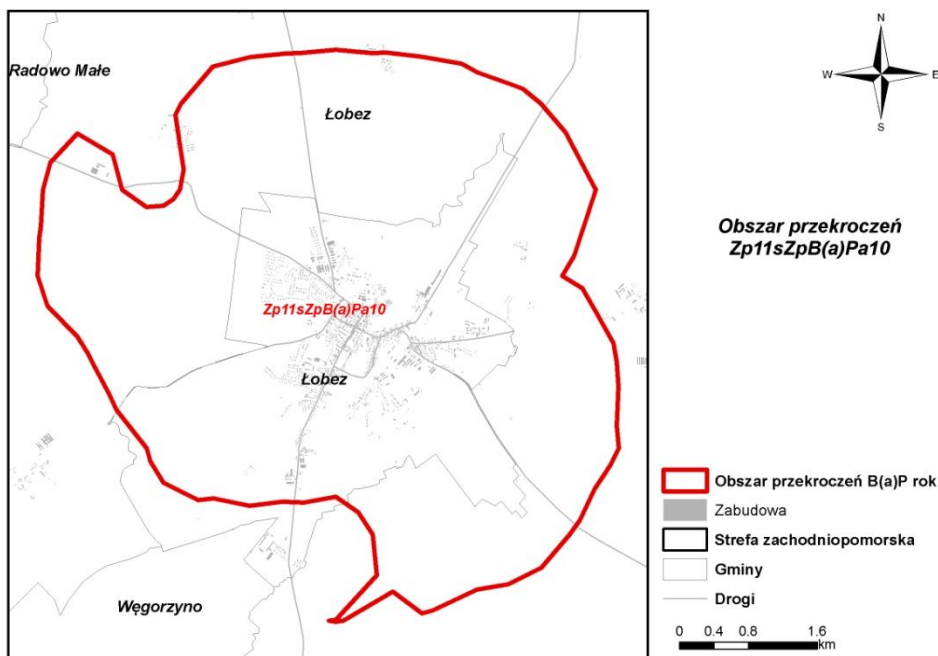 Radowo Małe
Łobez
Zp11sZpB(a)Pa10
Łobez
Węgorzyno
N
W
E
S
Obszar przekroczeń
Zp11sZpB(a)Pa10
Obszar przekroczeń B(a)P rok
Zabudowa
Strefa zachodniopomorska
Gminy
Drogi
0 0.4 0.8 1.6
km